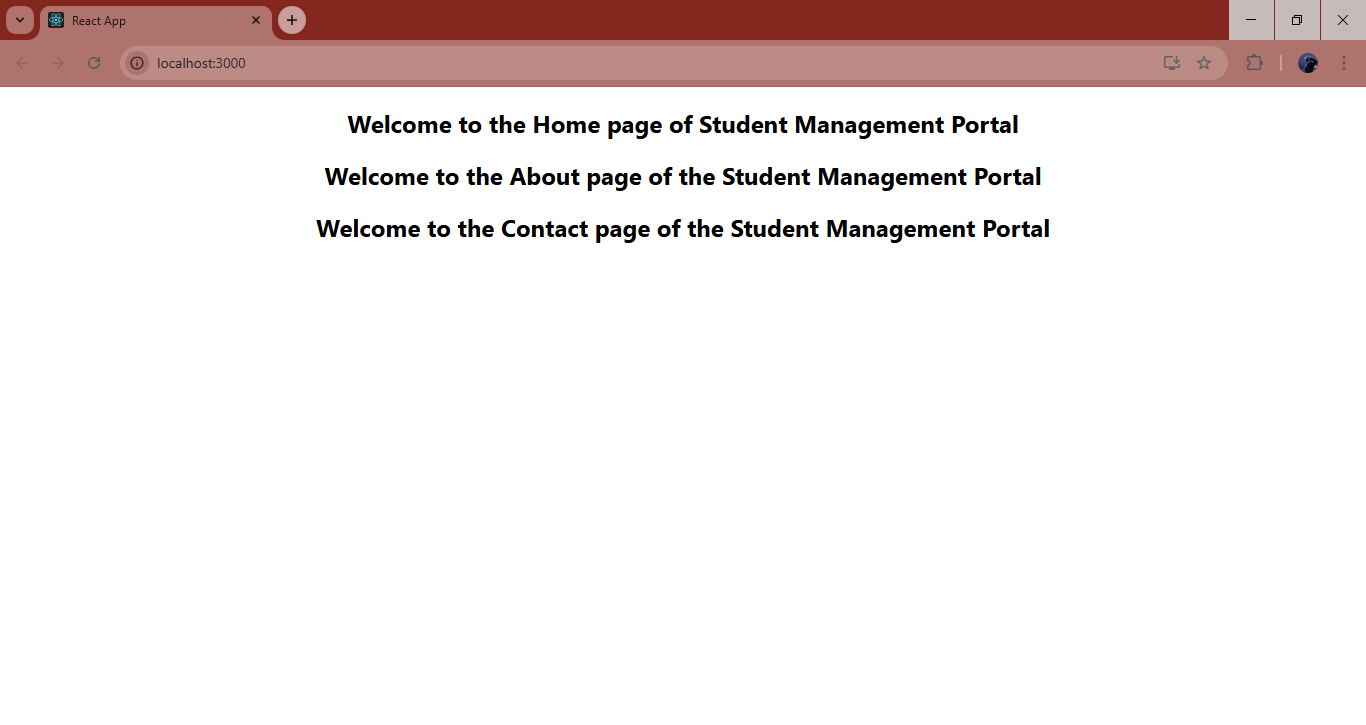 React App
localhost:3000
Welcome to the Home page of Student Management Portal
Welcome to the About page of the Student Management Portal
Welcome to the Contact page of the Student Management Portal